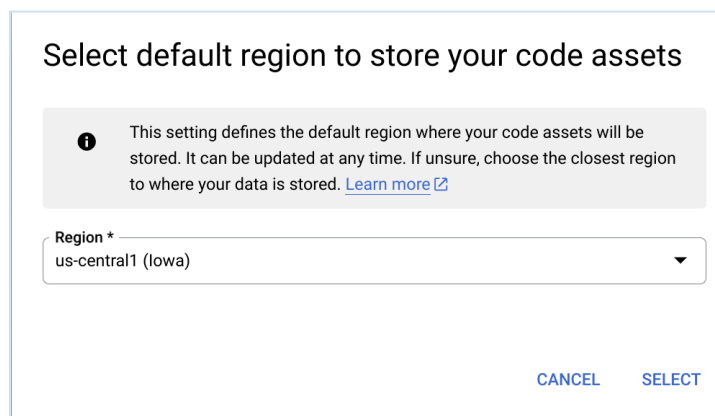 Select default region to store your code assets
This setting defines the default region where your code assets will be
stored. It can be updated at any time. If unsure, choose the closest region
to where your data is stored. Learn more
Region *
us-central1 (Iowa)
CANCEL SELECT